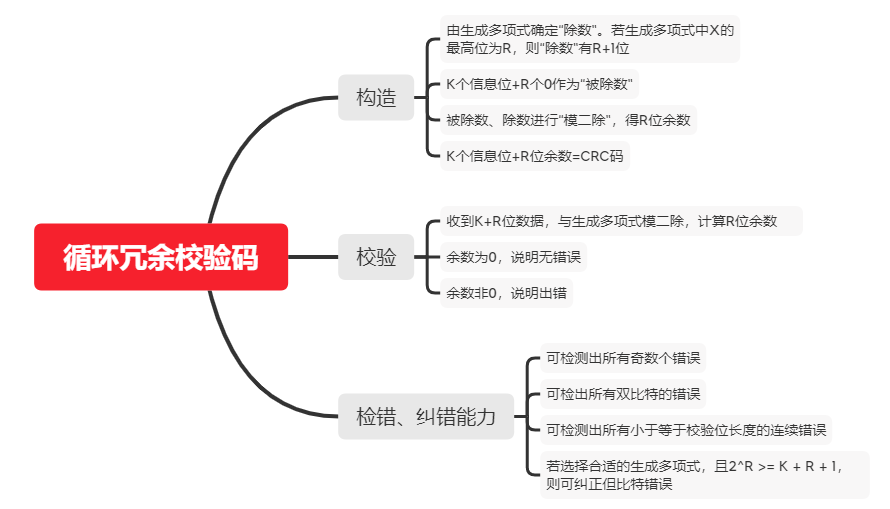 循环冗余校验码
构造
由生成多项式确定“除数”。若生成多项式中X的
最高位为R，则“除数”有R+1位
K个信息位+R个0作为“被除数”
被除数、除数进行“模二除”，得R位余数
K个信息位+R位余数=CRC码
校验
收到K+R位数据，与生成多项式模二除，计算R位余数
余数为0，说明无错误
余数非0，说明出错
检错、纠错能力
可检测出所有奇数个错误
可检出所有双比特的错误
可检测出所有小于等于校验位长度的连续错误
若选择合适的生成多项式，且2^R >= K + R + 1，
则可纠正但比特错误